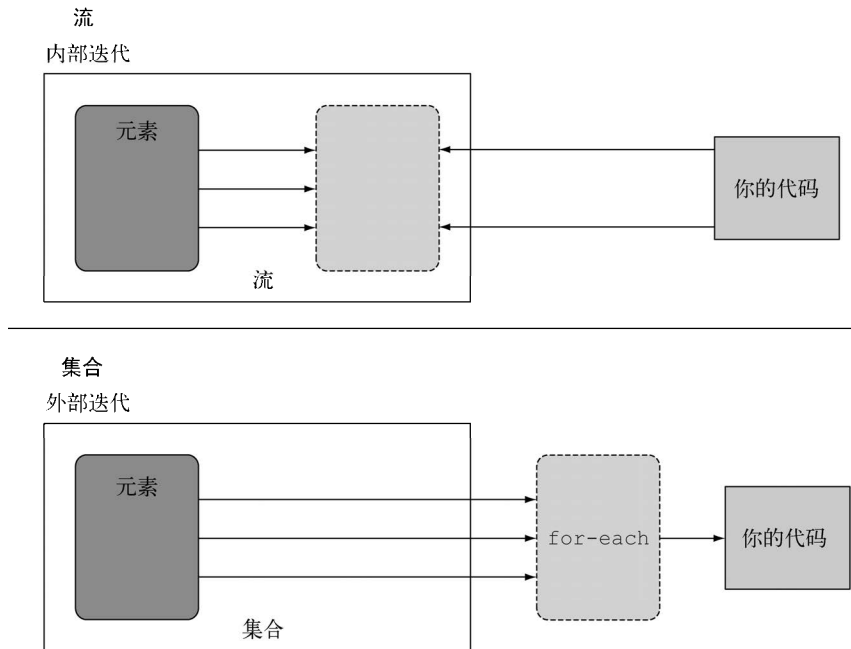 流
内部迭代
元素
你的代码
流
集合
外部迭代
元素
for-each
你的代码
集合